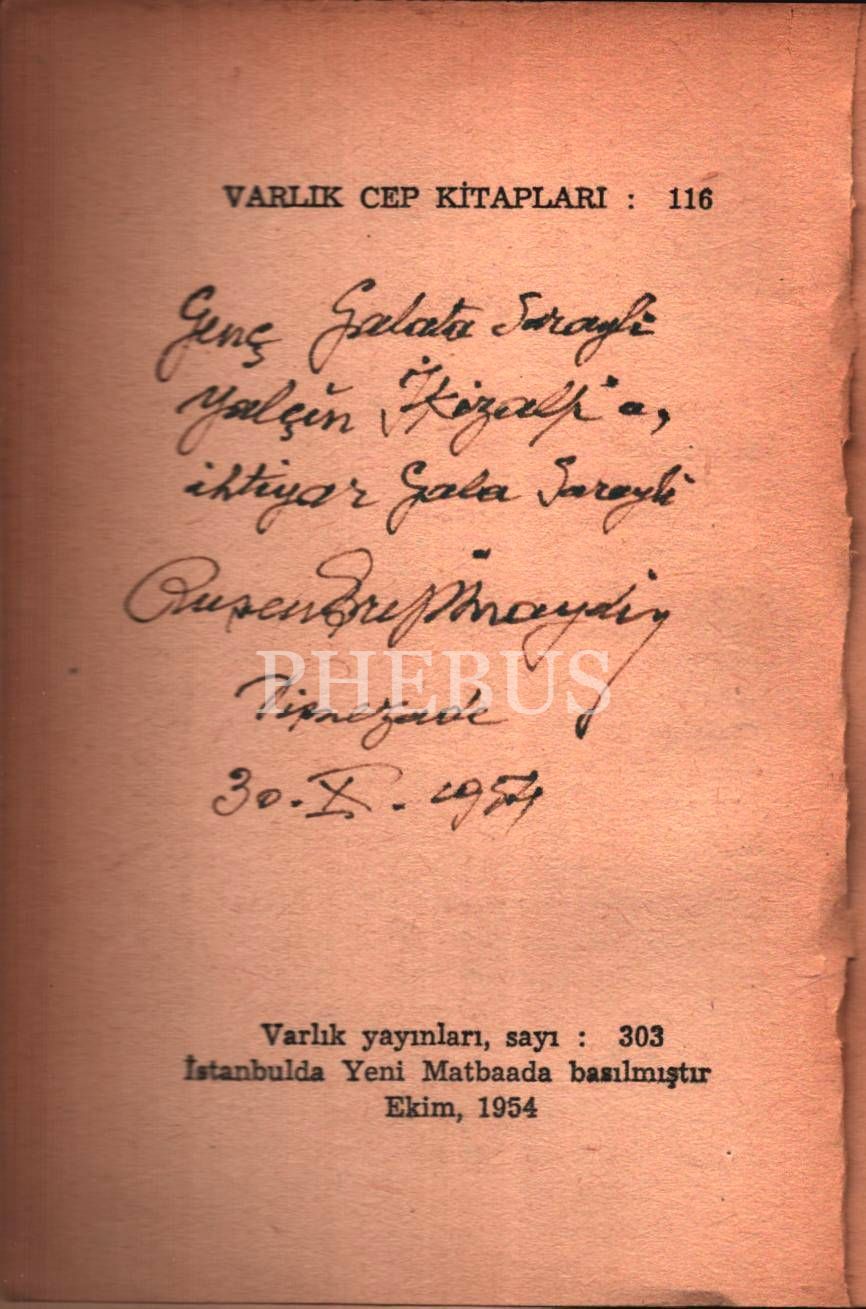 VARLIK CEP KİTAPLARI : 116
Genç Galata Saraylı
Yalçın İkizalp'a,
ihtiyar Gala Saraylı
Ruşen Eşref Ünaydın
PHEBUS
30. X. 1954
Varlık yayınları, sayı : 303
İstanbulda Yeni Matbaada basılmıştır
Ekim, 1954